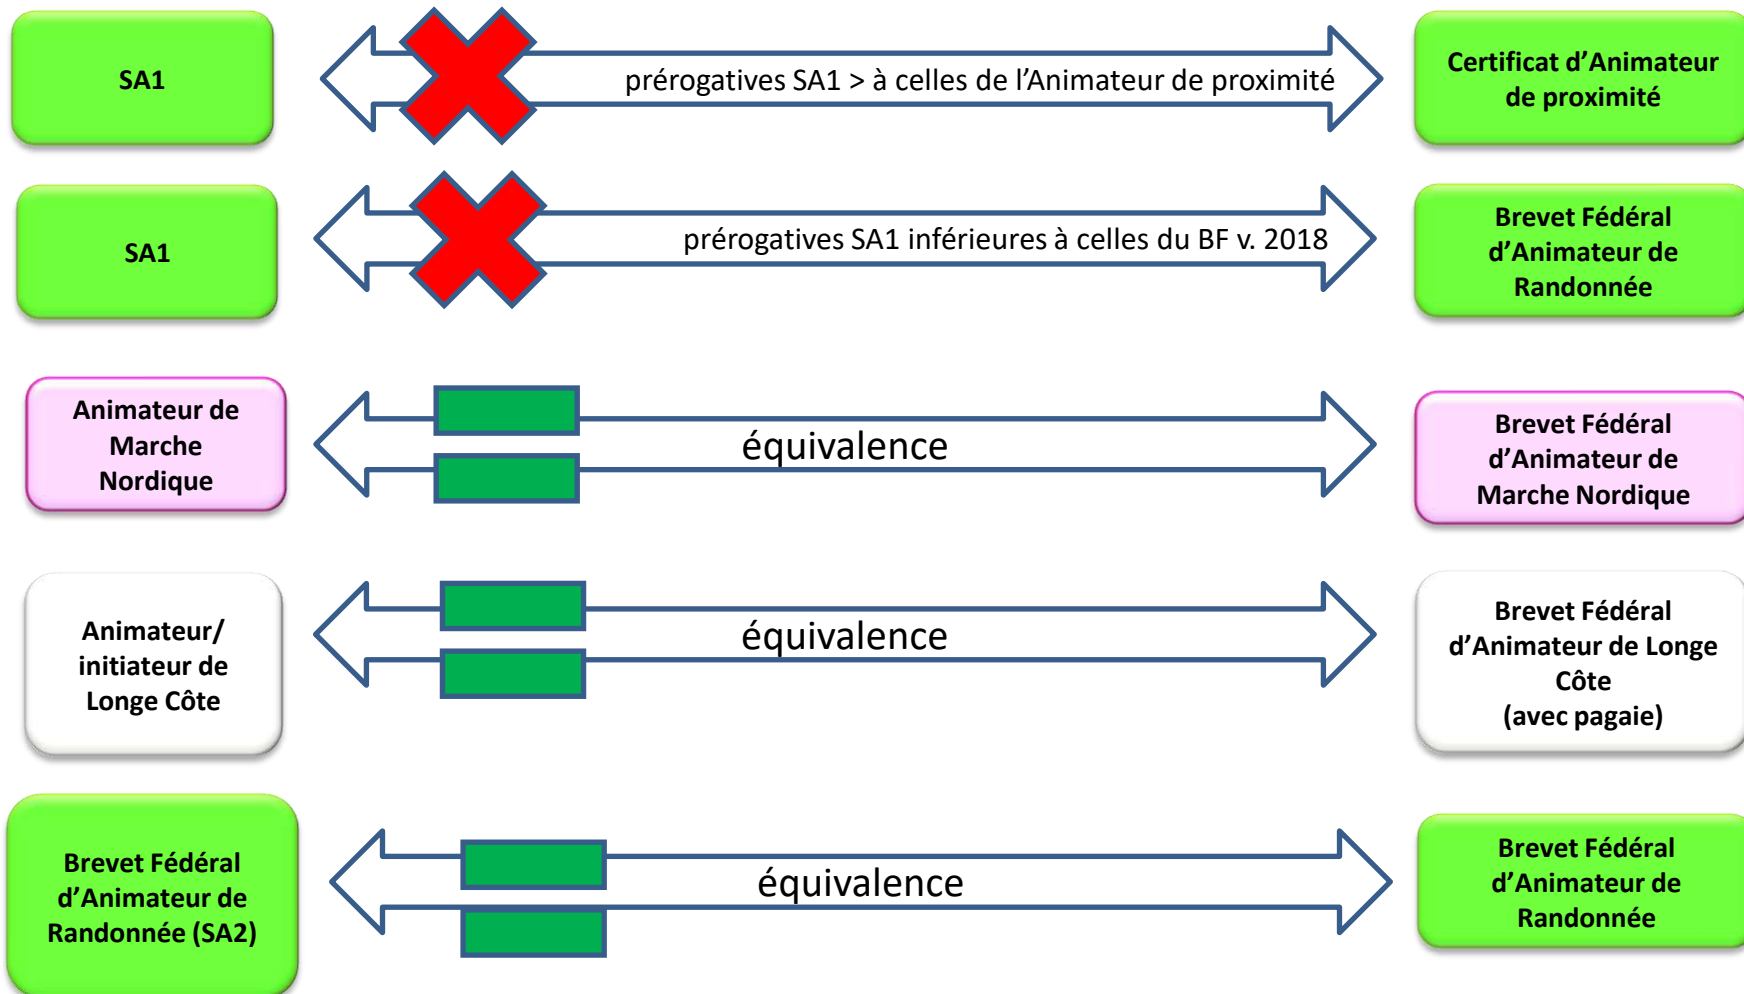 SA1
prérogatives SA1 > à celles de l’Animateur de proximité
Certificat d’Animateur
de proximité
SA1
prérogatives SA1 inférieures à celles du BF v. 2018
Brevet Fédéral
d’Animateur de
Randonnée
Animateur de
Marche
Nordique
équivalence
Brevet Fédéral
d’Animateur de
Marche Nordique
Animateur/
initiateur de
Longe Côte
équivalence
Brevet Fédéral
d’Animateur de Longe
Côte
(avec pagaie)
Brevet Fédéral
d’Animateur de
Randonnée (SA2)
équivalence
Brevet Fédéral
d’Animateur de
Randonnée